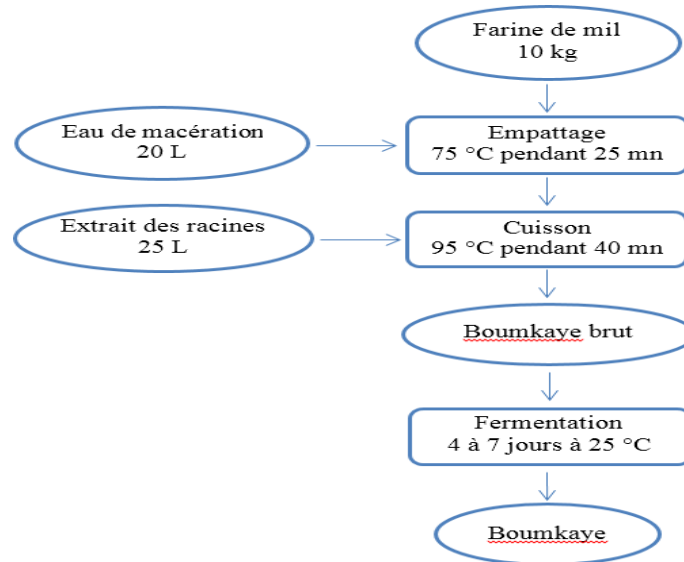 Farine de mil
10 kg
Eau de macération
20 L
Empattage
75 °C pendant 25 mn
Extrait des racines
25 L
Cuisson
95 °C pendant 40 mn
Boumkaye brut
Fermentation
4 à 7 jours à 25 °C
Boumkaye